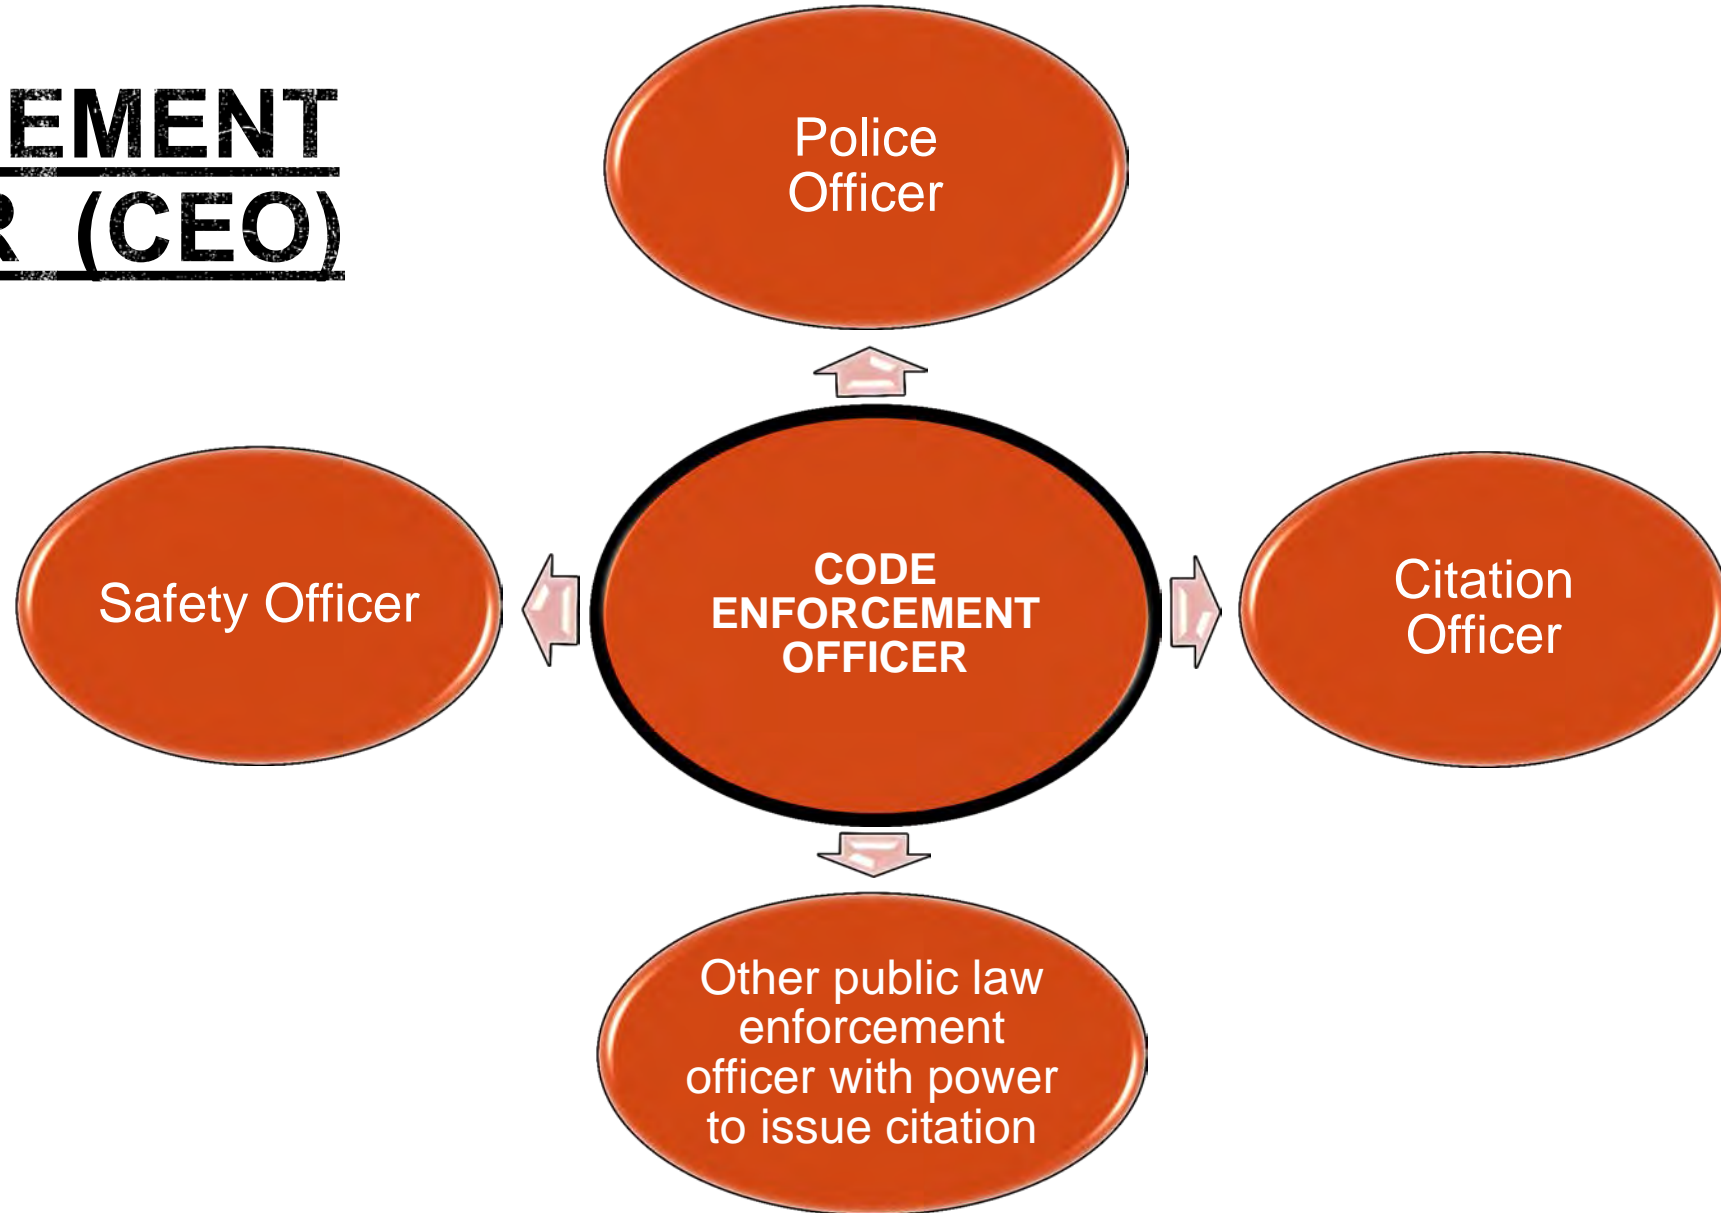 EMENT
R (CEO)
Police
Officer
Safety Officer
CODE
ENFORCEMENT
OFFICER
Citation
Officer
Other public law
enforcement
officer with power
to issue citation